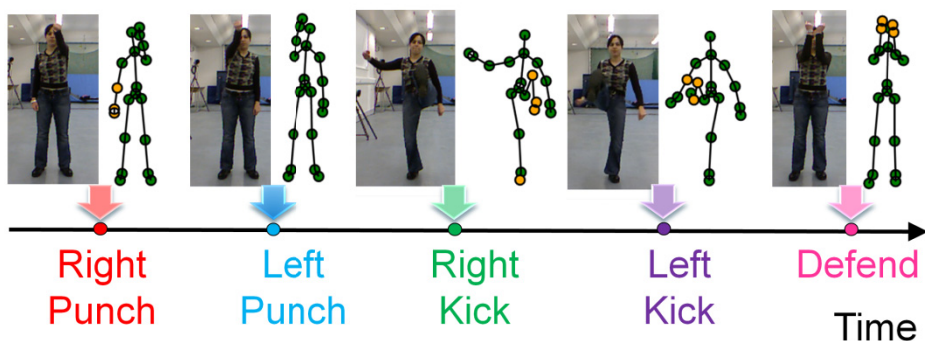 Right
Punch
Left
Punch
Right
Kick
Left
Kick
Defend
Time